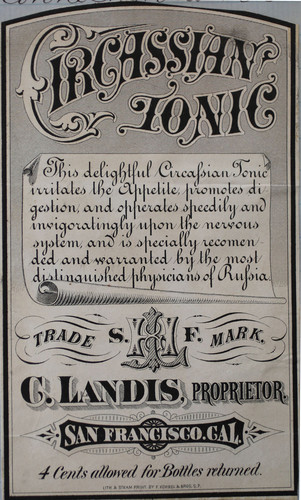 CIRCASSIAN
TONIC
This delightful Circaſsian Tonic
irritates the Appetite, promotes di
gestion, and opperates speedily and
invigoratingly upon the nervous
system, and is specially recomen
ded and warranted by the most
distinguished physicians of Ruſsia.
TRADE S. F. MARK.
C. LANDIS, PROPRIETOR.
SAN FRANCISCO, CAL.
4 Cents allowed for Bottles returned.